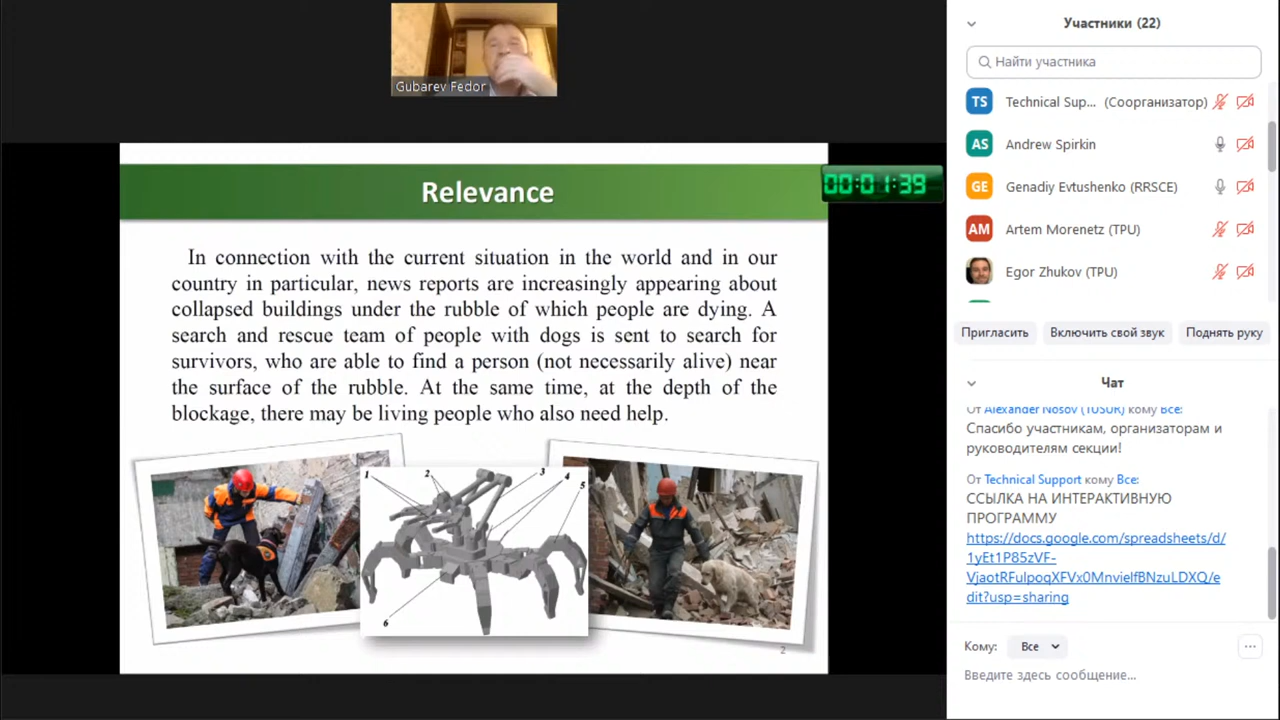 Gubarev Fedor
Relevance
00:01:39
In connection with the current situation in the world and in our
country in particular, news reports are increasingly appearing about
collapsed buildings under the rubble of which people are dying. A
search and rescue team of people with dogs is sent to search for
survivors, who are able to find a person (not necessarily alive) near
the surface of the rubble. At the same time, at the depth of the
blockage, there may be living people who also need help.
1
2
3
4
5
6
2
Участники (22)
Найти участника
TS Technical Sup... (Соорганизатор)
AS Andrew Spirkin
GE Genadiy Evtushenko (RRSCE)
AM Artem Morenetz (TPU)
Egor Zhukov (TPU)
Пригласить Включить свой звук Поднять руку
Чат
От Alexander Nosov (TUSUR) кому Все:
Спасибо участникам, организаторам и
руководителям секции!
От Technical Support кому Все:
ССЫЛКА НА ИНТЕРАКТИВНУЮ
ПРОГРАММУ
https://docs.google.com/spreadsheets/d/
1yEt1P85zVF-
VjaotRFulpoqXFVx0MnvielfBNzuLDXQ/e
dit?usp=sharing
Кому: Все
Введите здесь сообщение...